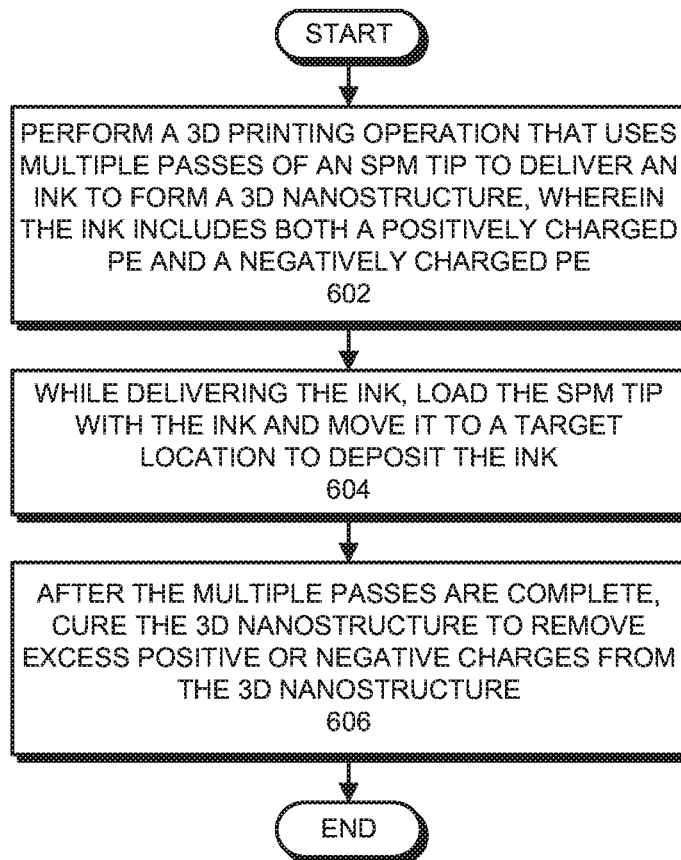 START
PERFORM A 3D PRINTING OPERATION THAT USES
MULTIPLE PASSES OF AN SPM TIP TO DELIVER AN
INK TO FORM A 3D NANOSTRUCTURE, WHEREIN
THE INK INCLUDES BOTH A POSITIVELY CHARGED
PE AND A NEGATIVELY CHARGED PE
602
WHILE DELIVERING THE INK, LOAD THE SPM TIP
WITH THE INK AND MOVE IT TO A TARGET
LOCATION TO DEPOSIT THE INK
604
AFTER THE MULTIPLE PASSES ARE COMPLETE,
CURE THE 3D NANOSTRUCTURE TO REMOVE
EXCESS POSITIVE OR NEGATIVE CHARGES FROM
THE 3D NANOSTRUCTURE
606
END